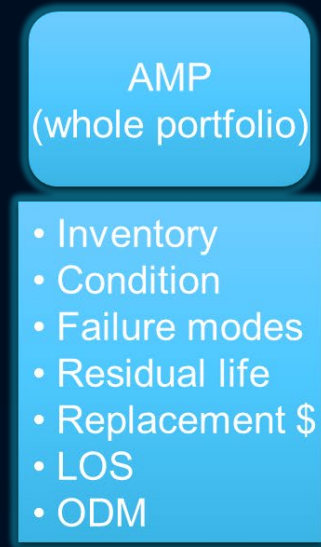 AMP
(whole portfolio)
• Inventory
• Condition
• Failure modes
• Residual life
• Replacement $
• LOS
• ODM